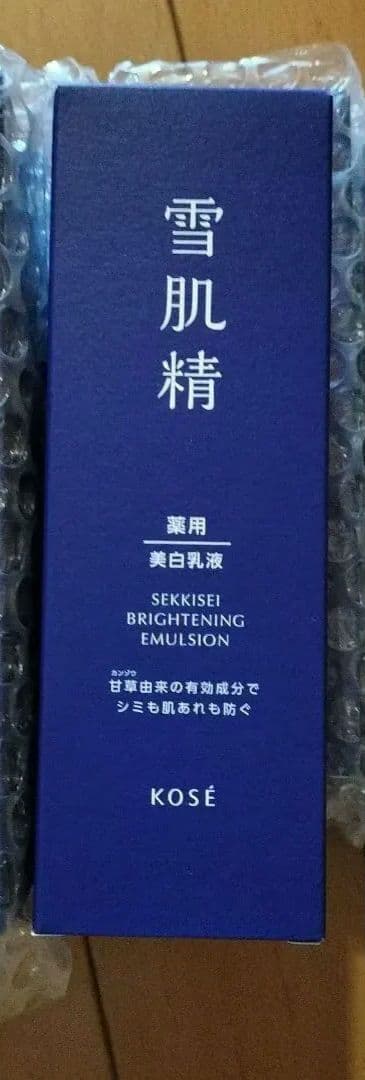 雪肌精
薬用
美白乳液
SEKKISEI
BRIGHTENING
EMULSION
カンゾウ
甘草由来の有効成分で
シミも肌あれも防ぐ
KOSÉ